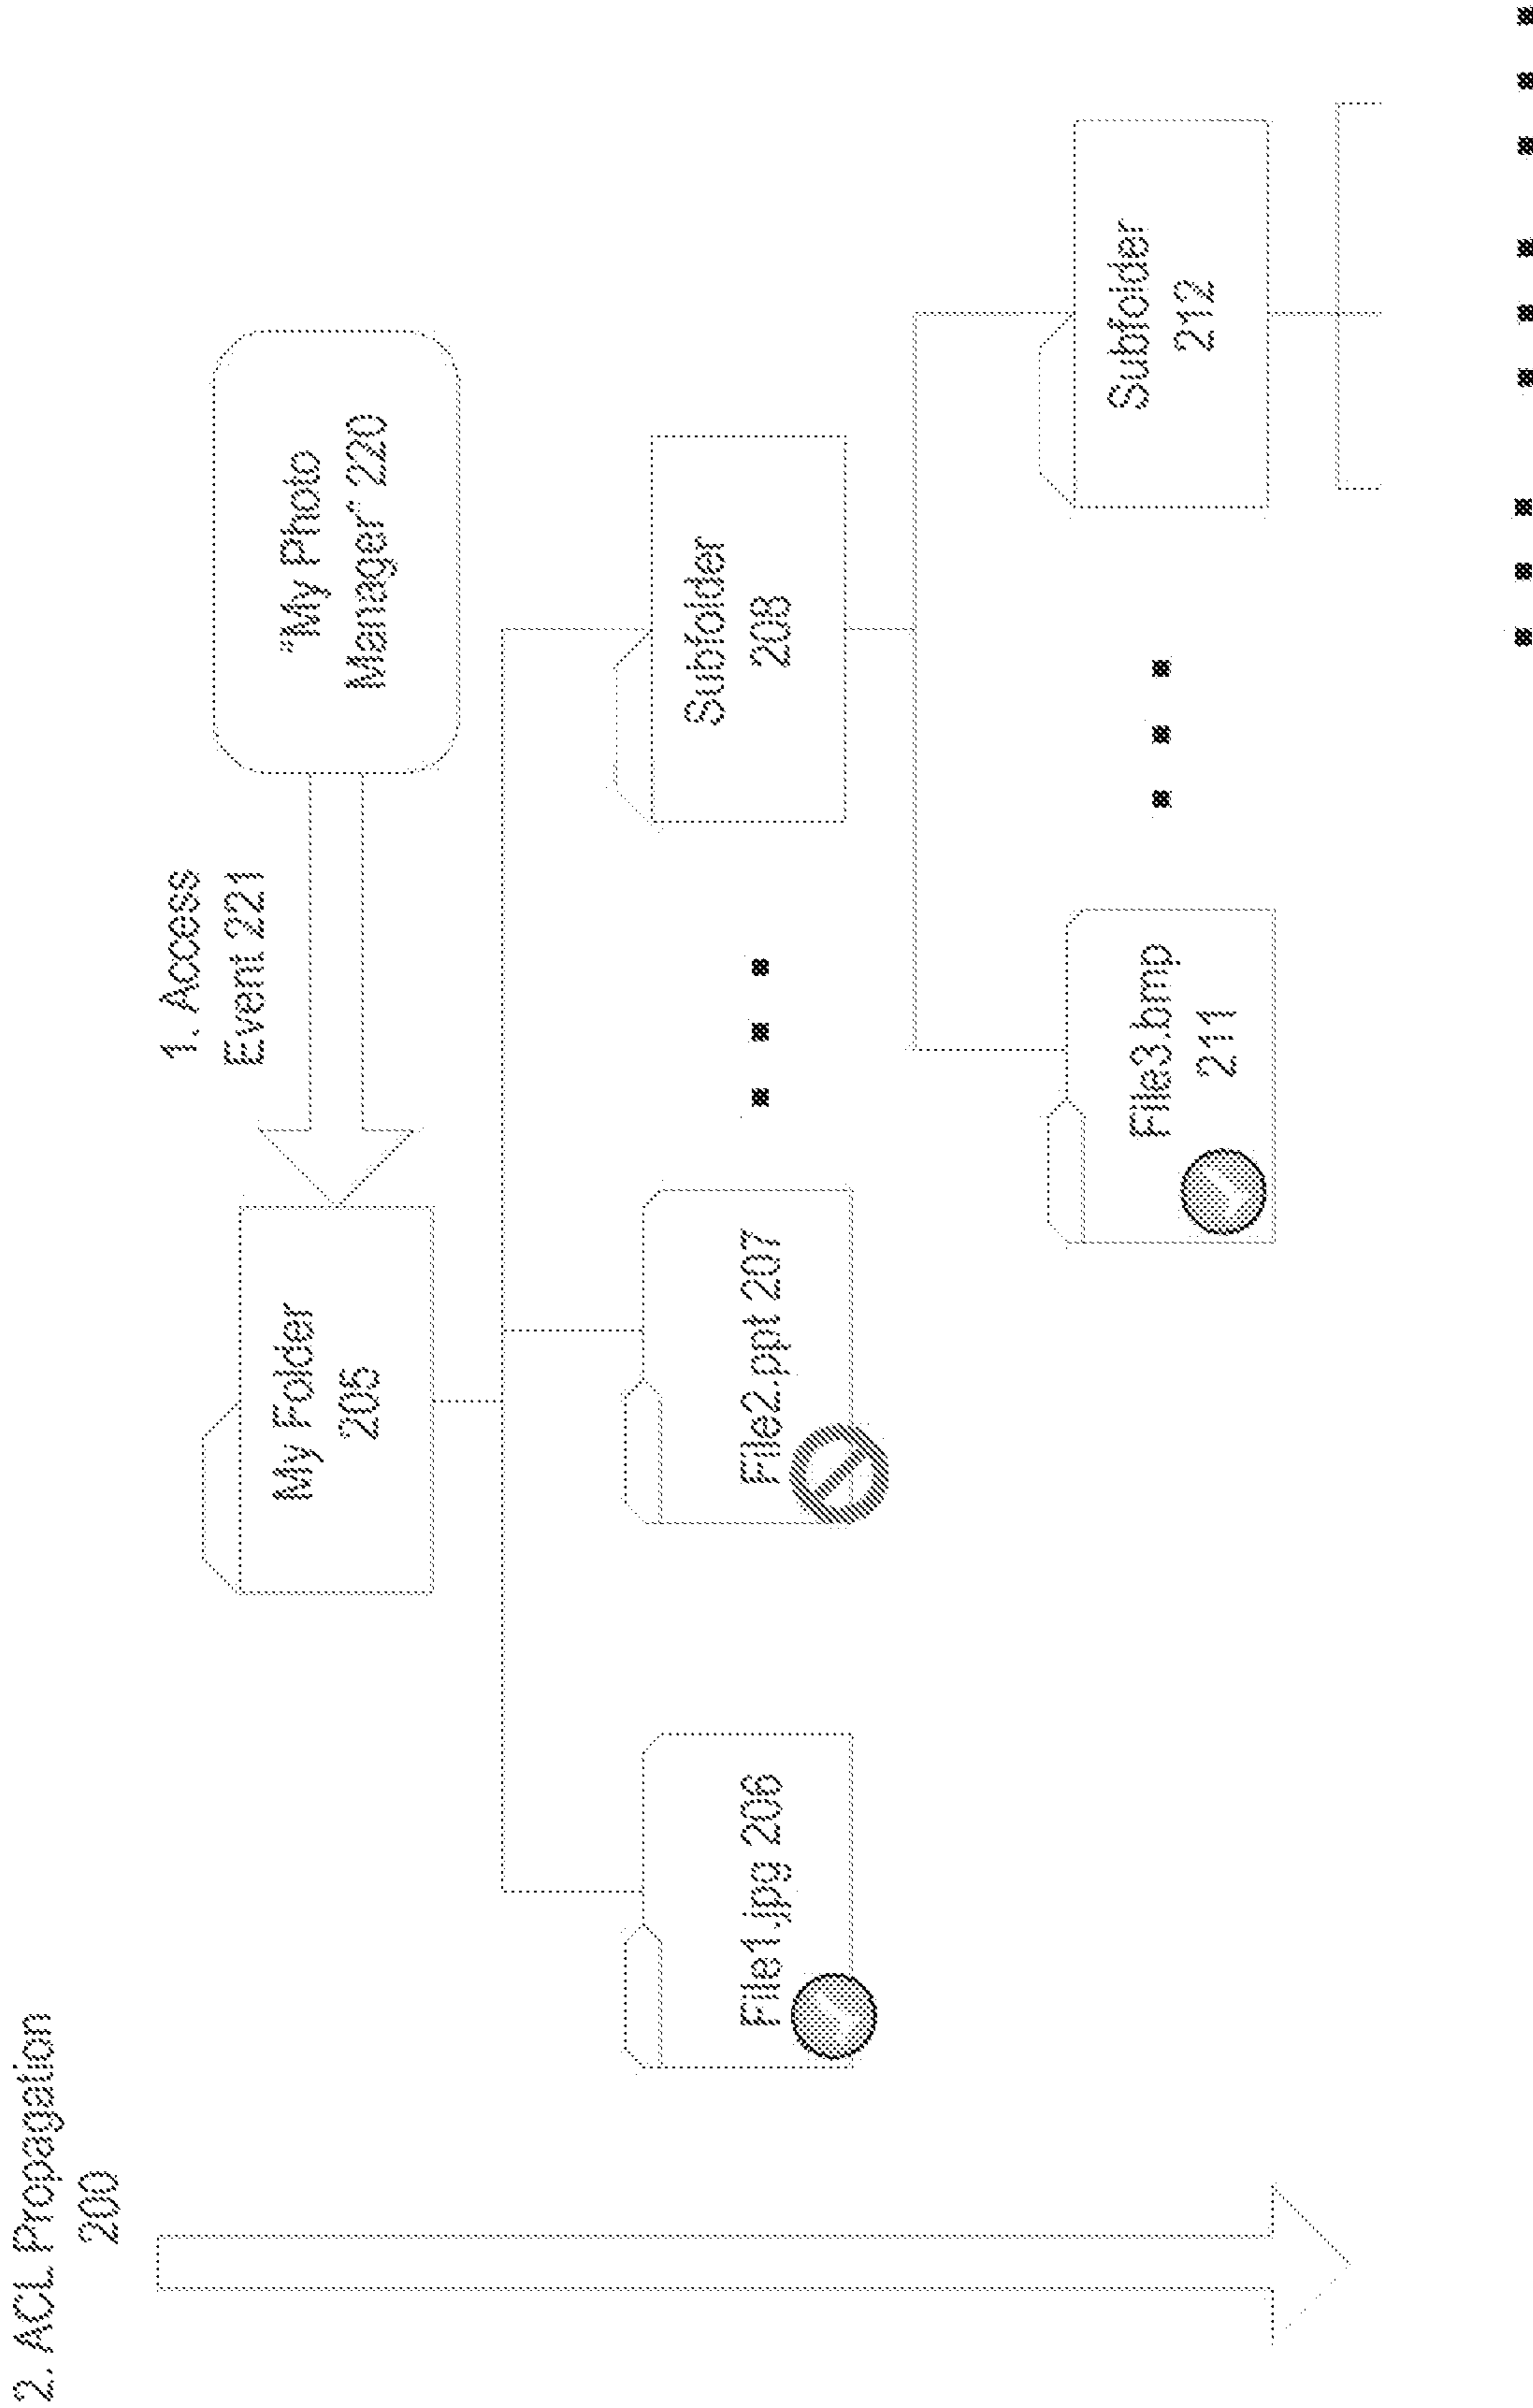 2. ACL Propagation
200
1. Access
Event 221
"My Photo
Manager" 220
My Folder
205
File1.jpg 206
File2.ppt 207
Subfolder
208
File3.bmp
211
Subfolder
212